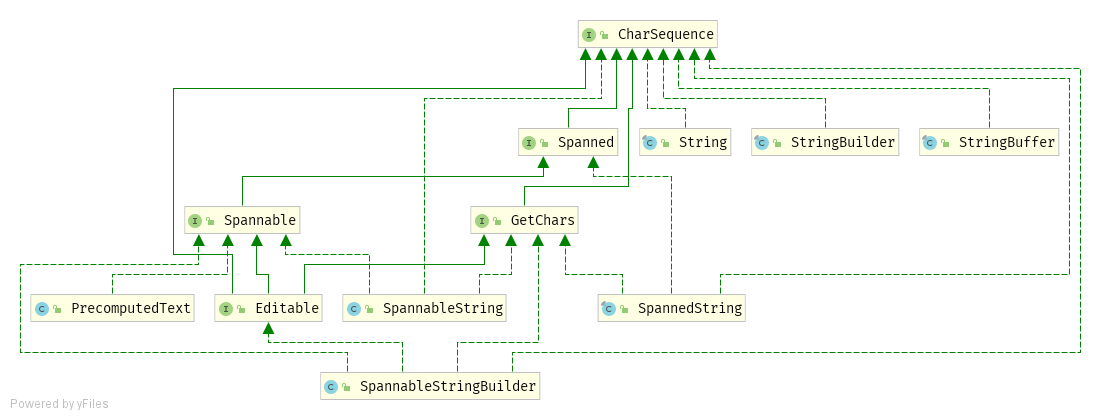 CharSequence
Spanned
String
StringBuilder
StringBuffer
Spannable
GetChars
PrecomputedText
Editable
SpannableString
SpannedString
SpannableStringBuilder
Powered by yFiles